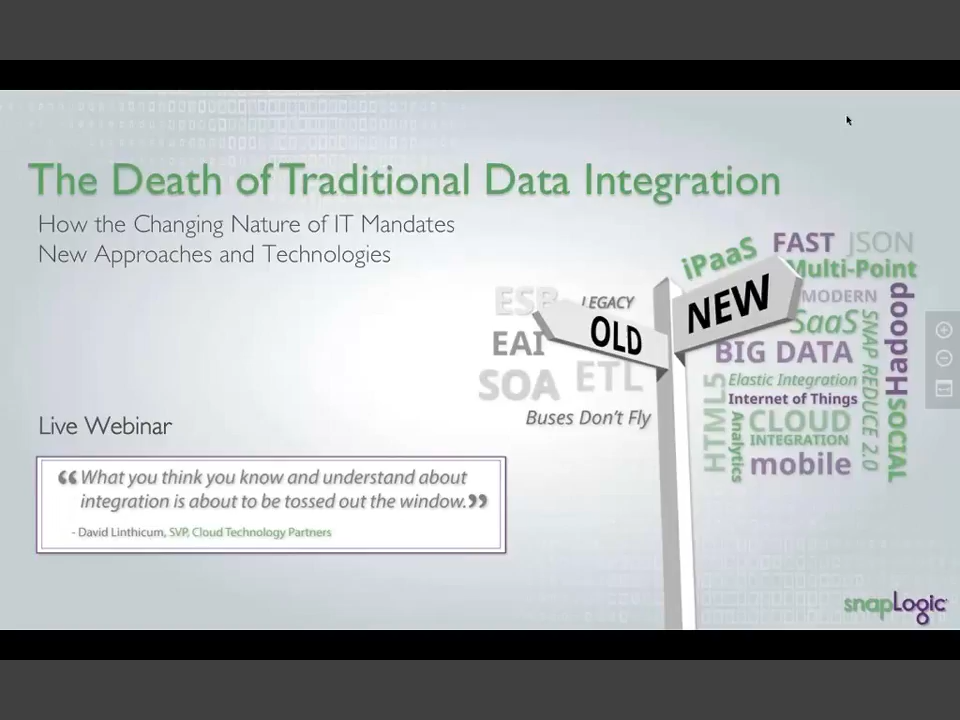 The Death of Traditional Data Integration
How the Changing Nature of IT Mandates
New Approaches and Technologies
ESB
LEGACY
OLD
EAI
SOA
ETL
Buses Don't Fly
iPaaS
NEW
FAST
JSON
Multi-Point
MODERN
SaaS
BIG DATA
Elastic Integration
Internet of Things
CLOUD
INTEGRATION
mobile
HTML5
Analytics
SNAP REDUCE 2.0
Hadoop
SOCIAL
Live Webinar
“What you think you know and understand about
integration is about to be tossed out the window.”
- David Linthicum, SVP, Cloud Technology Partners
snapLogic